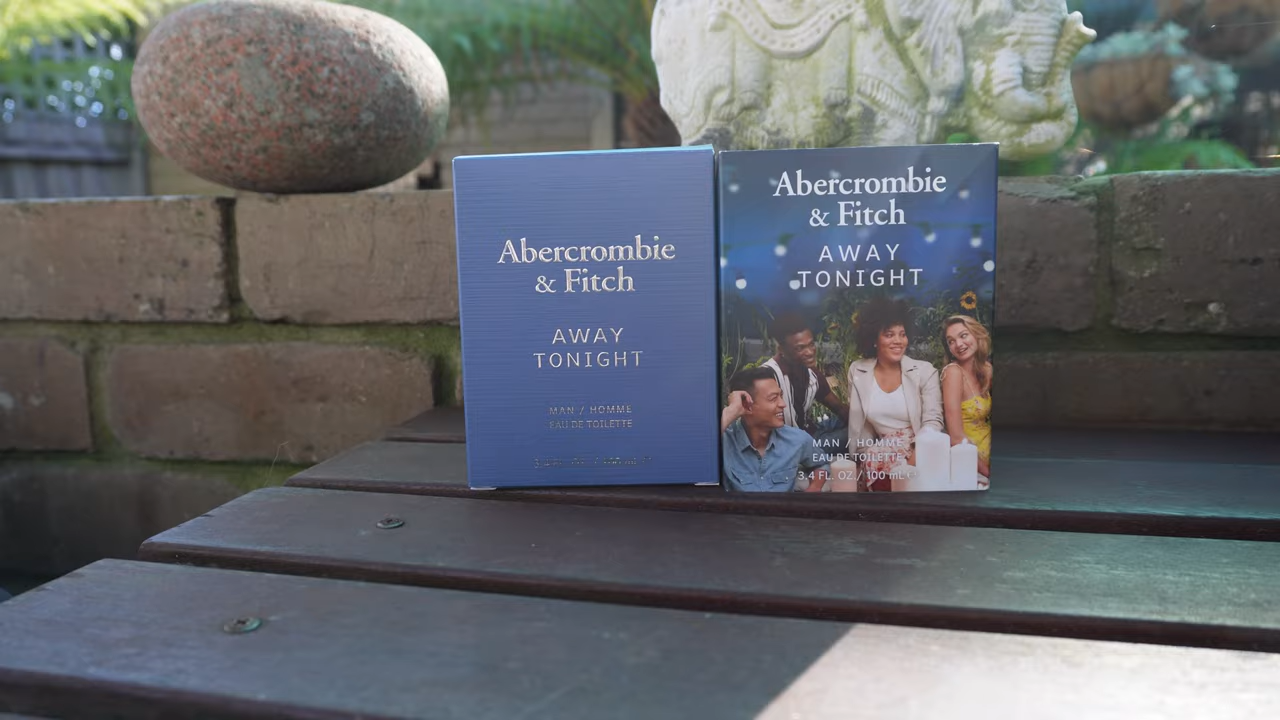 Abercrombie
& Fitch
AWAY
TONIGHT
MAN / HOMME
EAU DE TOILETTE
Abercrombie
& Fitch
AWAY
TONIGHT
MAN / HOMME
EAU DE TOILETTE
3.4 FL. OZ. / 100 mL